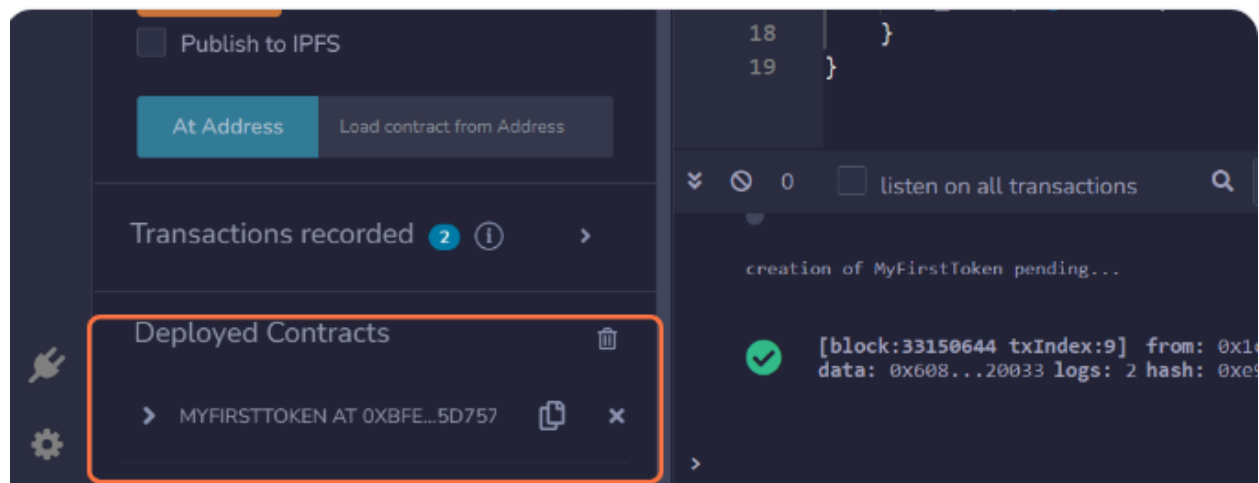 Publish to IPFS
At Address
Load contract from Address
Transactions recorded 2 i
Deployed Contracts
MYFIRSTTOKEN AT 0XBFE...5D757
18 }
19 }
0
listen on all transactions
creation of MyFirstToken pending...
[block:33150644 txIndex:9] from: 0x1
data: 0x608...20033 logs: 2 hash: 0xe9
>